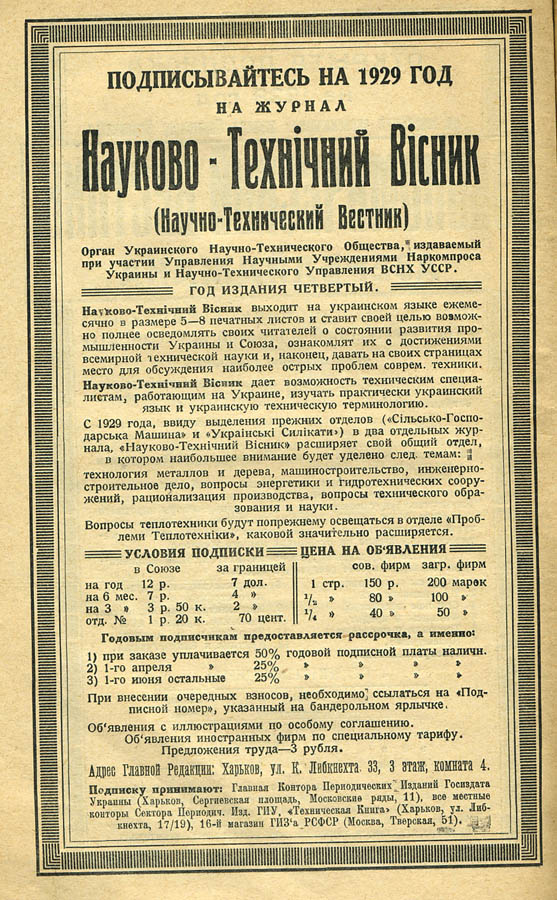 ПОДПИСЫВАЙТЕСЬ НА 1929 ГОД
НА ЖУРНАЛ
Науково-Технічний Вісник
(Научно-Технический Вестник)
Орган Украинского Научно-Технического Общества, издаваемый
при участии Управления Научными Учреждениями Наркомпроса
Украины и Научно-Технического Управления ВСНХ УССР.
ГОД ИЗДАНИЯ ЧЕТВЕРТЫЙ.
Науково-Технічний Вісник выходит на украинском языке ежеме-
сячно в размере 5—8 печатных листов и ставит своей целью возмож-
но полнее осведомлять своих читателей о состоянии развития про-
мышленности Украины и Союза, ознакомлят их с достижениями
всемирной технической науки и, наконец, давать на своих страницах
место для обсуждения наиболее острых проблем соврем. техники.
Науково-Технічний Вісник дает возможность техническим специа-
листам, работающим на Украине, изучать практически украинский
язык и украинскую техническую терминологию.
С 1929 года, ввиду выделения прежних отделов («Сільсько-Госпо-
дарська Машина» и «Українські Силікати») в два отдельных жур-
нала, «Науково-Технічний Вісник» расширяет свой общий отдел,
в котором наибольшее внимание будет уделено след. темам:
технология металлов и дерева, машиностроительство, инженерно-
строительное дело, вопросы энергетики и гидротехнических соору-
жений, рационализация производства, вопросы технического обра-
зования и науки.
Вопросы теплотехники будут попрежнему освещаться в отделе «Проб-
леми Теплотехніки», каковой значительно расширяется.
УСЛОВИЯ ПОДПИСКИ ЦЕНА НА ОБ'ЯВЛЕНИЯ
в Союзе за границей сов. фирм загр. фирм
на год 12 р. 7 дол. 1 стр. 150 р. 200 марок
на 6 мес. 7 р. 4 » 1/2 » 80 » 100 »
на 3 » 3 р. 50 к. 2 » 1/4 » 40 » 50 »
отд. № 1 р. 20 к. 70 цент.
Годовым подписчикам предоставляется рассрочка, а именно:
1) при заказе уплачивается 50% годовой подписной платы наличн.
2) 1-го апреля » 25% » » » »
3) 1-го июня остальные 25% » » » »
При внесении очередных взносов, необходимо ссылаться на «Под-
писной номер», указанный на бандерольном ярлычке.
Об'явления с иллюстрациями по особому соглашению.
Об'явления иностранных фирм по специальному тарифу.
Предложения труда—3 рубля.
Адрес Главной Редакции: Харьков, ул. К. Либкнехта 33, 3 этаж, комната 4.
Подписку принимают: Главная Контора Периодических Изданий Госиздата
Украины (Харьков, Сергиевская площадь, Московские ряды, 11), все местные
конторы Сектора Периодич. Изд. ГИУ, «Техническая Книга» (Харьков, ул. Либ-
кнехта, 17/19), 16-й магазин ГИЗ'а РСФСР (Москва, Тверская, 51).